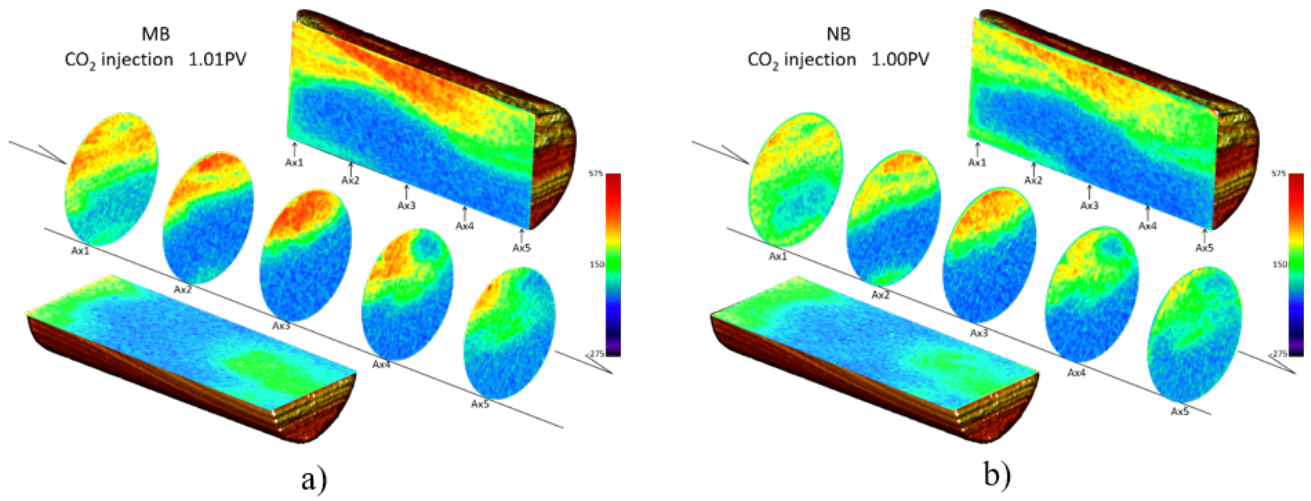 MB
CO₂ injection 1.01PV
Ax1
Ax2
Ax3
Ax4
Ax5
575
150
-275
Ax1
Ax2
Ax3
Ax4
Ax5
a)
NB
CO₂ injection 1.00PV
Ax1
Ax2
Ax3
Ax4
Ax5
575
150
-275
Ax1
Ax2
Ax3
Ax4
Ax5
b)